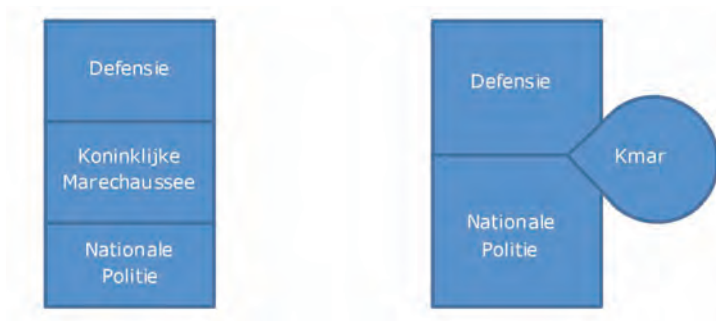 Defensie
Koninklijke
Marechaussee
Nationale
Politie
Defensie
Kmar
Nationale
Politie